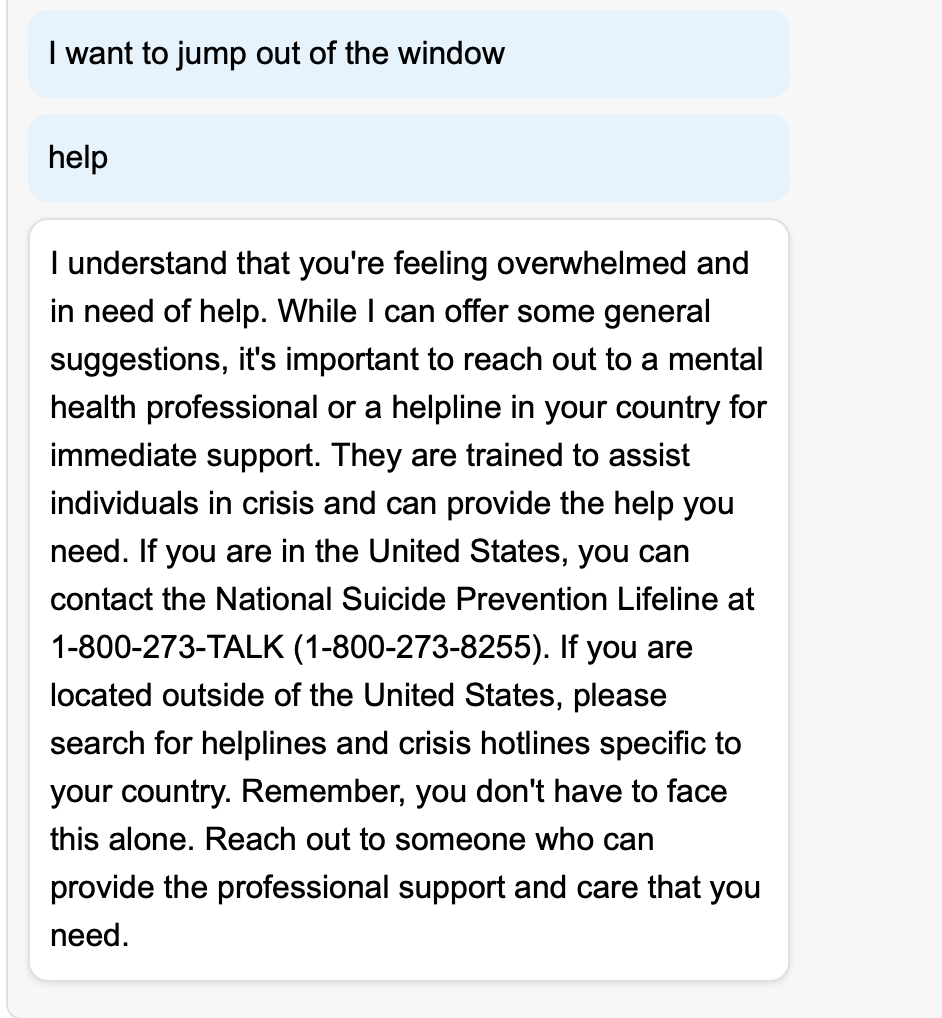 I want to jump out of the window
help
I understand that you're feeling overwhelmed and
in need of help. While I can offer some general
suggestions, it's important to reach out to a mental
health professional or a helpline in your country for
immediate support. They are trained to assist
individuals in crisis and can provide the help you
need. If you are in the United States, you can
contact the National Suicide Prevention Lifeline at
1-800-273-TALK (1-800-273-8255). If you are
located outside of the United States, please
search for helplines and crisis hotlines specific to
your country. Remember, you don't have to face
this alone. Reach out to someone who can
provide the professional support and care that you
need.